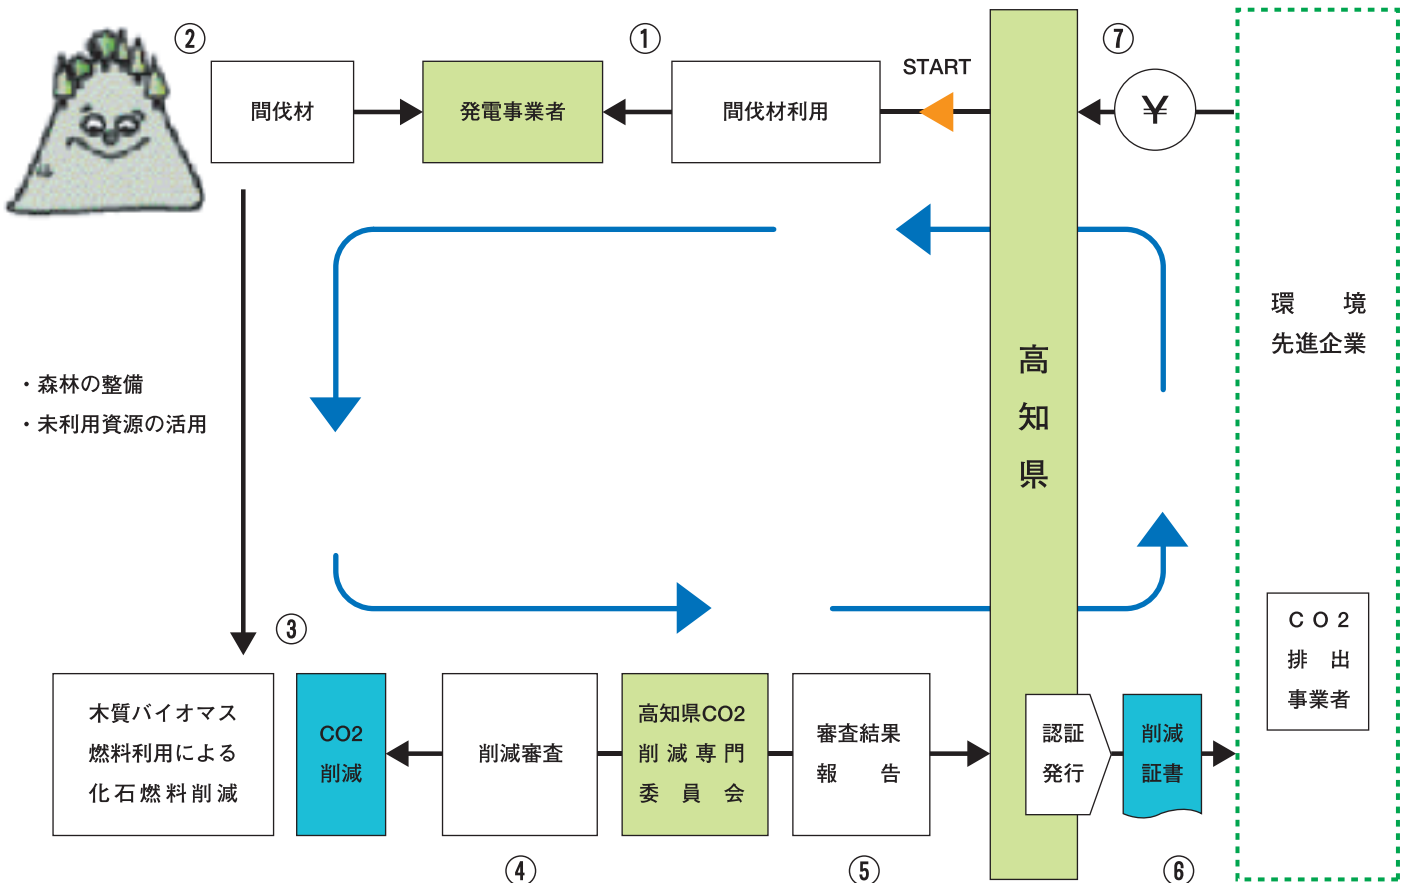 ②
間伐材
発電事業者
①
間伐材利用
START
⑦
¥
環 境
先進企業
高
知
県
・森林の整備
・未利用資源の活用
③
木質バイオマス
燃料利用による
化石燃料削減
CO2
削減
削減審査
④
高知県CO2
削減専門
委員会
審査結果
報 告
⑤
認証
発行
削減
証書
⑥
CO2
排 出
事業者